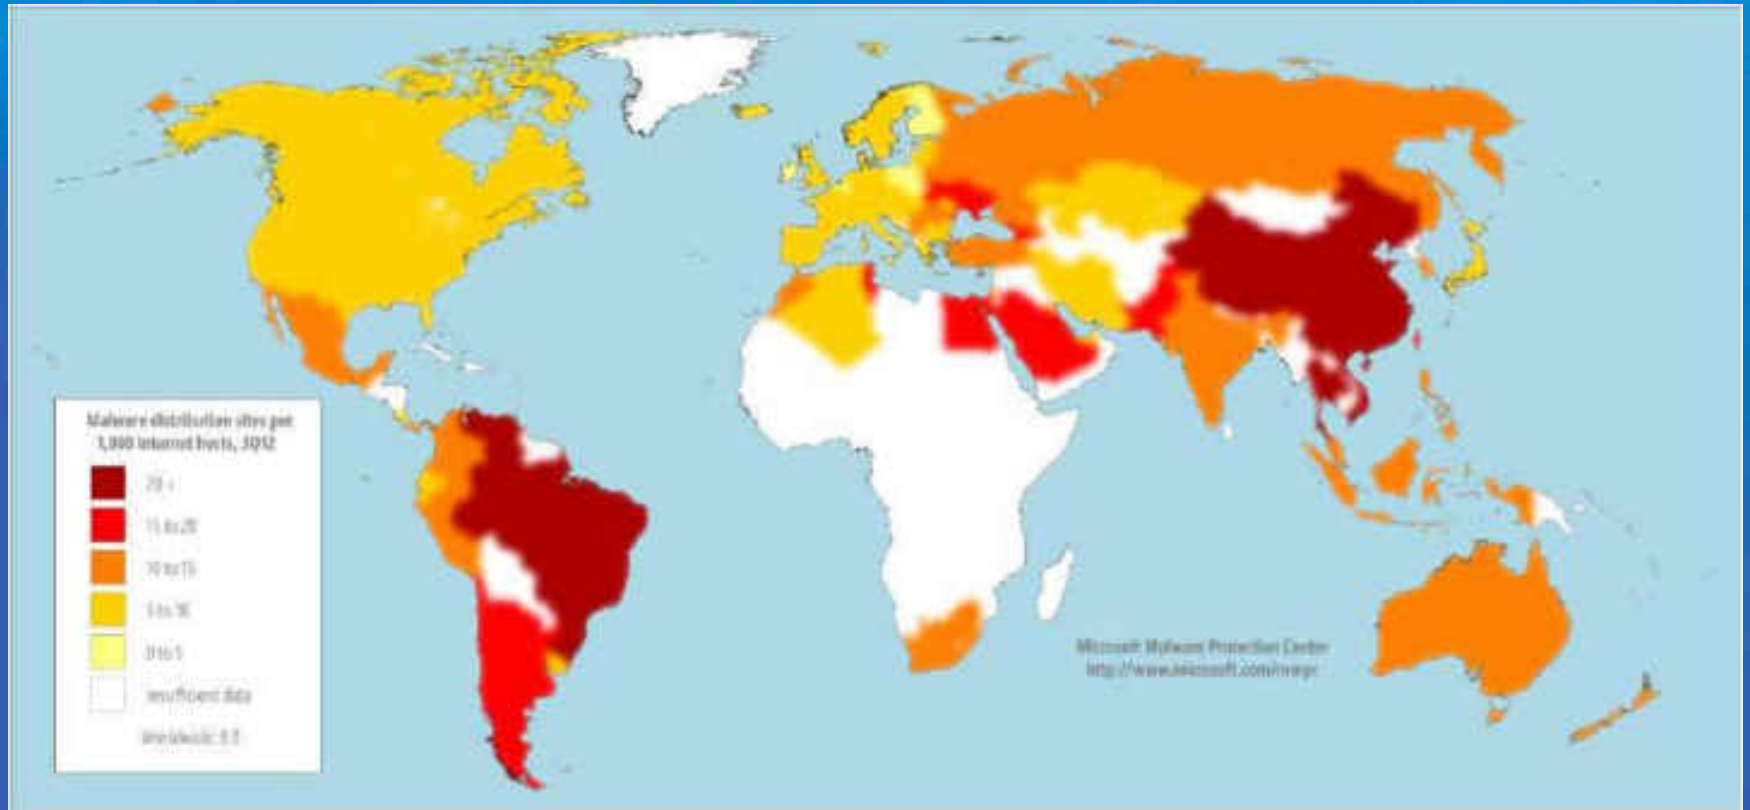 Malware distribution sites per
1,000 Internet hosts, 3Q12
20 +
15 to 20
10 to 15
5 to 10
0 to 5
Insufficient data
Worldwide:
Microsoft Malware Protection Center
http://www.microsoft.com/mmpc